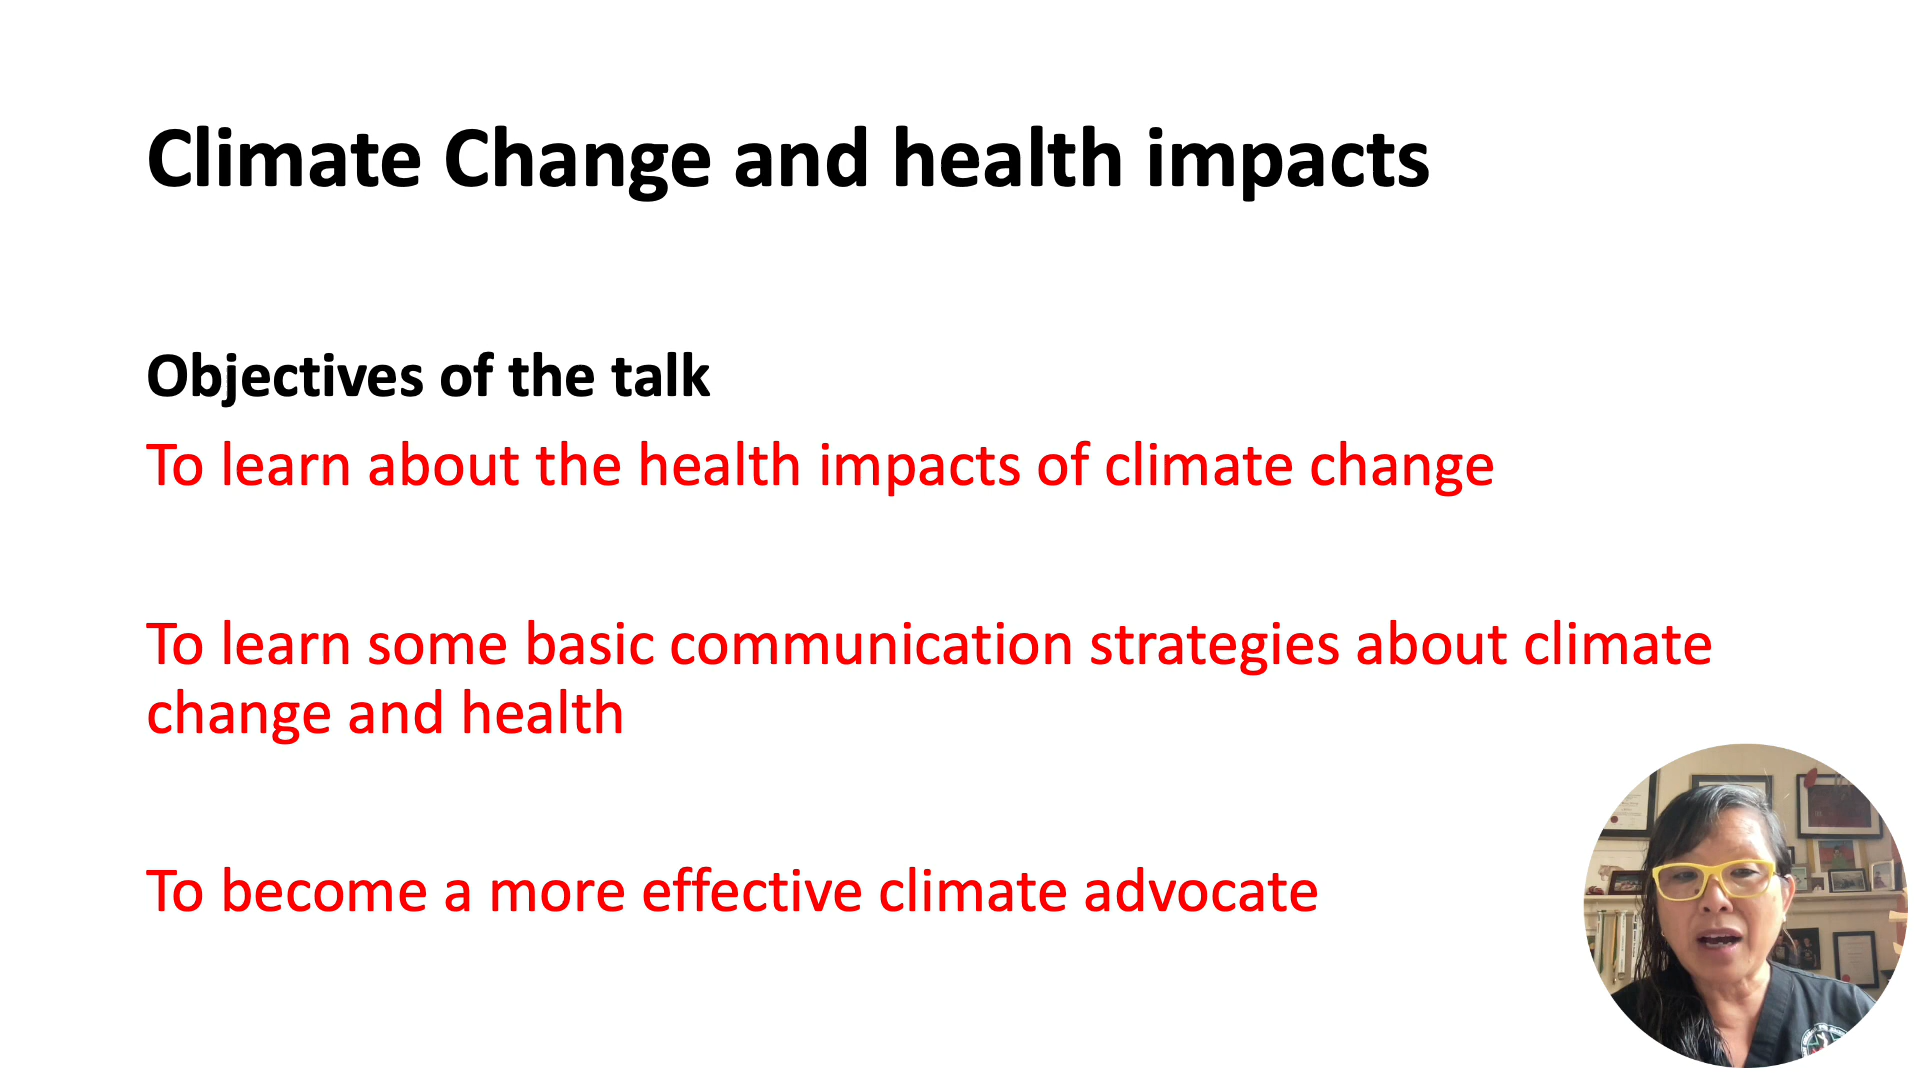 Climate Change and health impacts
Objectives of the talk
To learn about the health impacts of climate change
To learn some basic communication strategies about climate
change and health
To become a more effective climate advocate